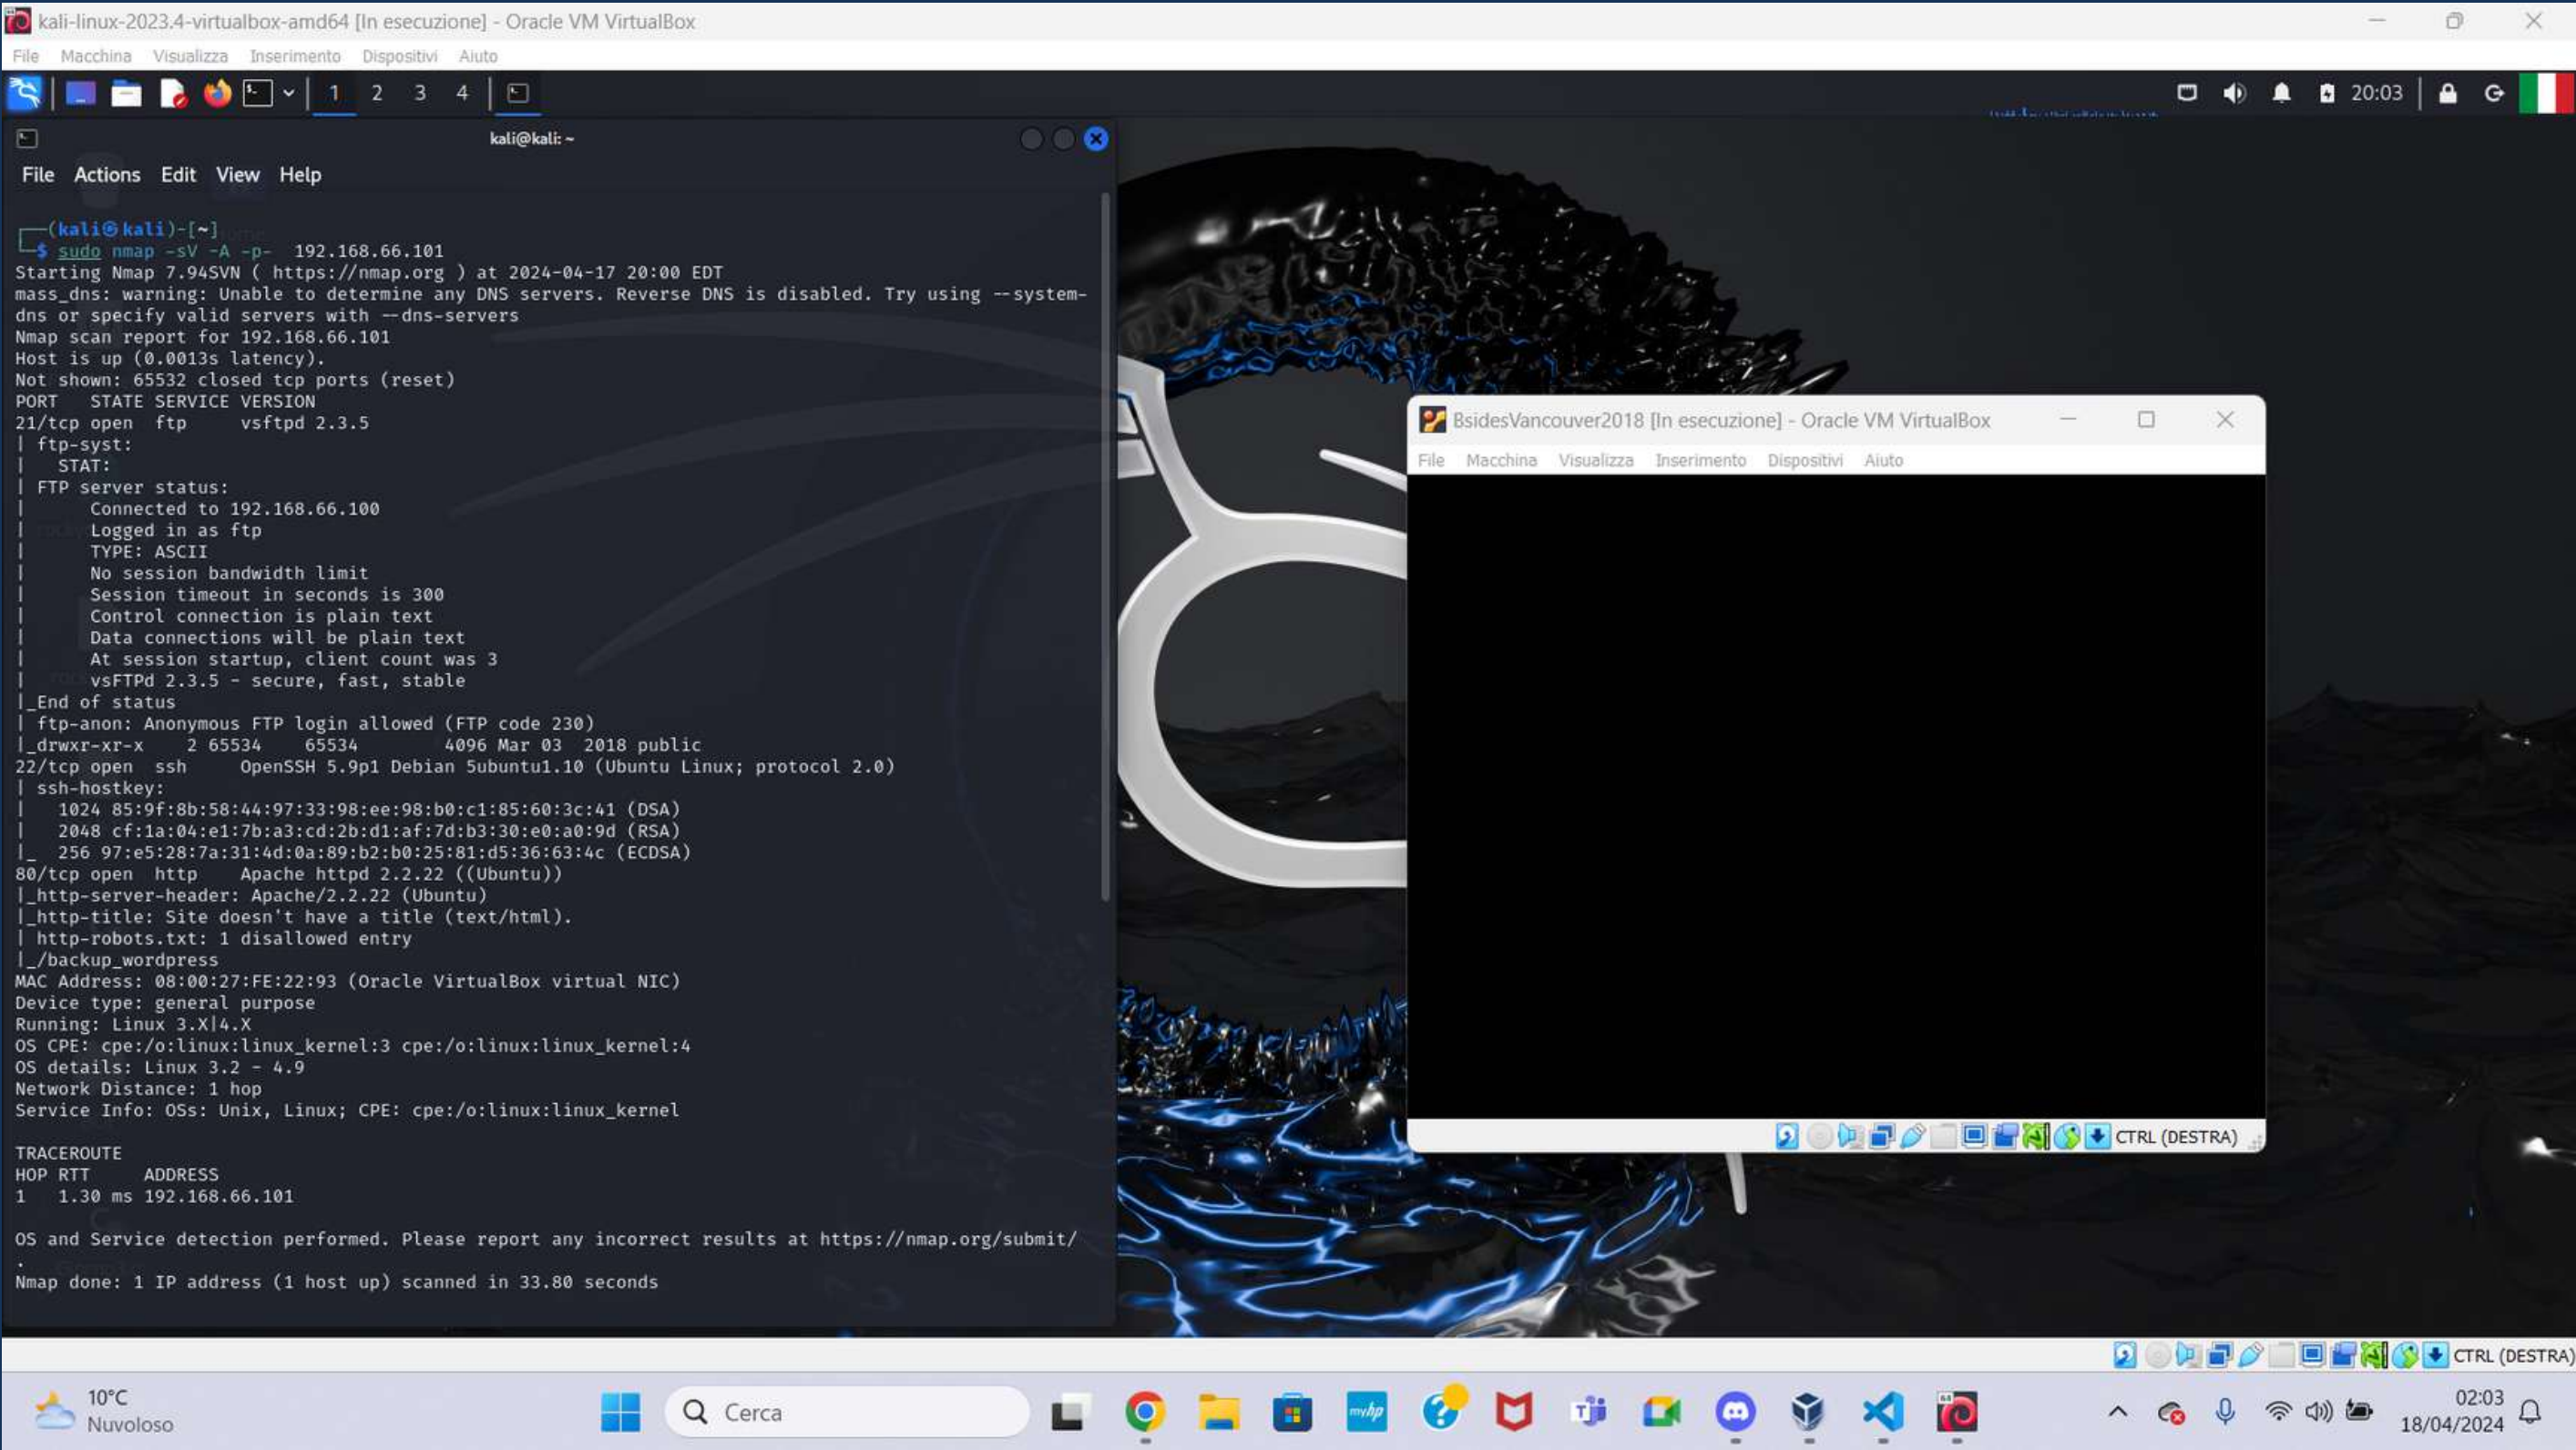 kali-linux-2023.4-virtualbox-amd64 [In esecuzione] - Oracle VM VirtualBox
File Macchina Visualizza Inserimento Dispositivi Aiuto
1 2 3 4 20:03
kali@kali: ~
File Actions Edit View Help
┌──(kali㉿kali)-[~]
└─$ sudo nmap -sV -A -p- 192.168.66.101
Starting Nmap 7.94SVN ( https://nmap.org ) at 2024-04-17 20:00 EDT
mass_dns: warning: Unable to determine any DNS servers. Reverse DNS is disabled. Try using --system-
dns or specify valid servers with --dns-servers
Nmap scan report for 192.168.66.101
Host is up (0.0013s latency).
Not shown: 65532 closed tcp ports (reset)
PORT   STATE SERVICE VERSION
21/tcp open  ftp     vsftpd 2.3.5
| ftp-syst:
|   STAT:
| FTP server status:
|      Connected to 192.168.66.100
|      Logged in as ftp
|      TYPE: ASCII
|      No session bandwidth limit
|      Session timeout in seconds is 300
|      Control connection is plain text
|      Data connections will be plain text
|      At session startup, client count was 3
|      vsFTPd 2.3.5 - secure, fast, stable
|_End of status
| ftp-anon: Anonymous FTP login allowed (FTP code 230)
|_drwxr-xr-x    2 65534    65534        4096 Mar 03  2018 public
22/tcp open  ssh     OpenSSH 5.9p1 Debian 5ubuntu1.10 (Ubuntu Linux; protocol 2.0)
| ssh-hostkey:
|   1024 85:9f:8b:58:44:97:33:98:ee:98:b0:c1:85:60:3c:41 (DSA)
|   2048 cf:1a:04:e1:7b:a3:cd:2b:d1:af:7d:b3:30:e0:a0:9d (RSA)
|_  256 97:e5:28:7a:31:4d:0a:89:b2:b0:25:81:d5:36:63:4c (ECDSA)
80/tcp open  http    Apache httpd 2.2.22 ((Ubuntu))
|_http-server-header: Apache/2.2.22 (Ubuntu)
|_http-title: Site doesn't have a title (text/html).
| http-robots.txt: 1 disallowed entry
|_/backup_wordpress
MAC Address: 08:00:27:FE:22:93 (Oracle VirtualBox virtual NIC)
Device type: general purpose
Running: Linux 3.X|4.X
OS CPE: cpe:/o:linux:linux_kernel:3 cpe:/o:linux:linux_kernel:4
OS details: Linux 3.2 - 4.9
Network Distance: 1 hop
Service Info: OSs: Unix, Linux; CPE: cpe:/o:linux:linux_kernel
TRACEROUTE
HOP RTT     ADDRESS
1   1.30 ms 192.168.66.101
OS and Service detection performed. Please report any incorrect results at https://nmap.org/submit/
.
Nmap done: 1 IP address (1 host up) scanned in 33.80 seconds
BsidesVancouver2018 [In esecuzione] - Oracle VM VirtualBox
File Macchina Visualizza Inserimento Dispositivi Aiuto
CTRL (DESTRA)
CTRL (DESTRA)
10°C
Nuvoloso
Cerca
myhp
02:03
18/04/2024